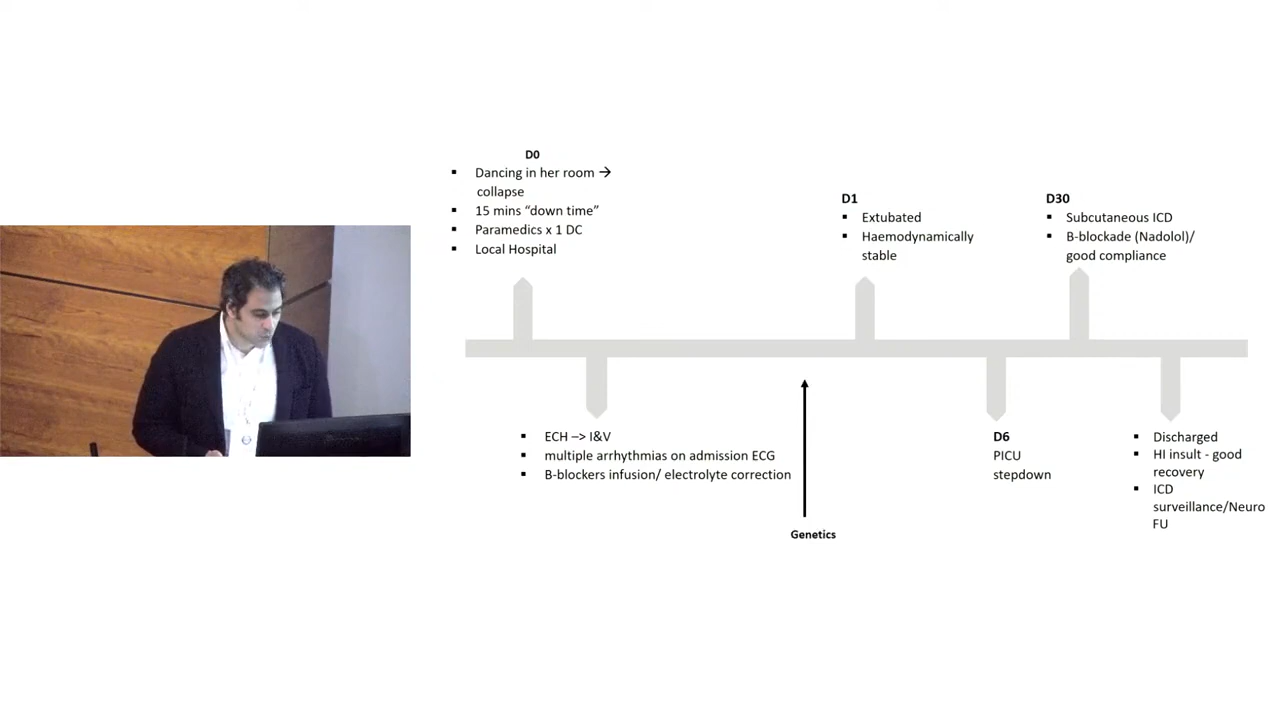 D0
▪ Dancing in her room →
collapse
▪ 15 mins “down time”
▪ Paramedics x 1 DC
▪ Local Hospital
D1
▪ Extubated
▪ Haemodynamically
stable
D30
▪ Subcutaneous ICD
▪ B-blockade (Nadolol)/
good compliance
▪ ECH –> I&V
▪ multiple arrhythmias on admission ECG
▪ B-blockers infusion/ electrolyte correction
Genetics
D6
PICU
stepdown
▪ Discharged
▪ HI insult - good
recovery
▪ ICD
surveillance/Neuro
FU